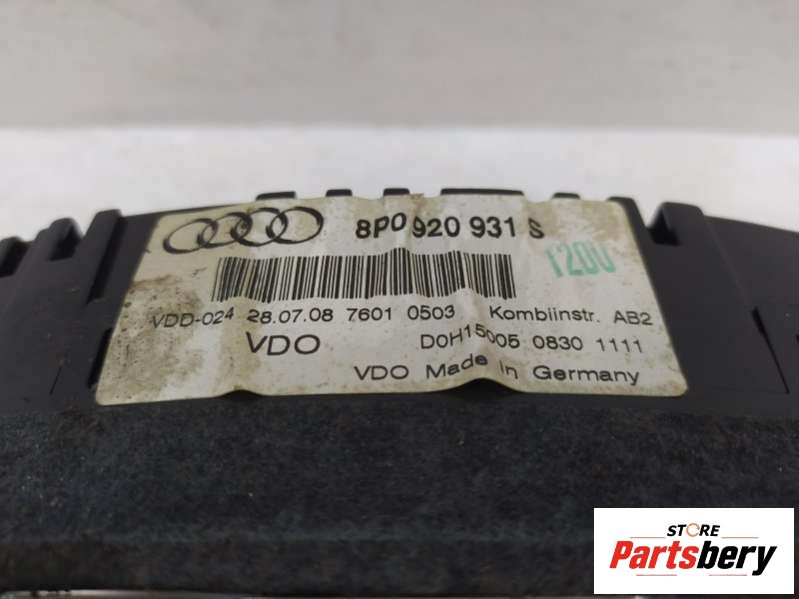 8P0 920 931 S
1200
VDD-024 28.07.08 7601 0503 Kombiinstr. AB2
VDO D0H15005 0830 1111
VDO Made in Germany
STORE
Partsbery